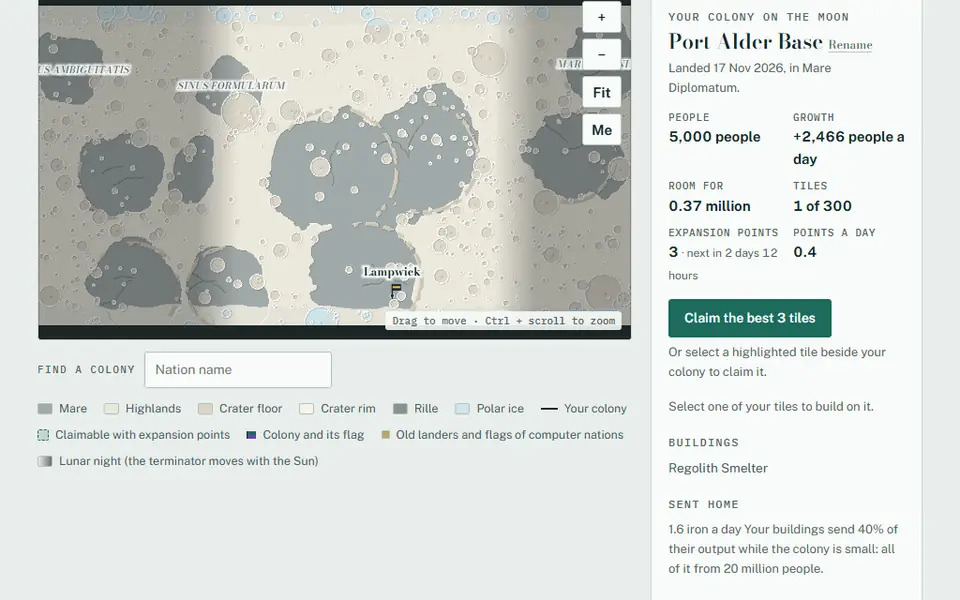 +
−
Fit
Me
SINUS FORMULARUM
Lampwick
Drag to move · Ctrl + scroll to zoom
FIND A COLONY
Nation name
Mare
Highlands
Crater floor
Crater rim
Rille
Polar ice
Your colony
Claimable with expansion points
Colony and its flag
Old landers and flags of computer nations
Lunar night (the terminator moves with the Sun)
YOUR COLONY ON THE MOON
Port Alder Base Rename
Landed 17 Nov 2026, in Mare
Diplomatum.
PEOPLE
5,000 people
GROWTH
+2,466 people a
day
ROOM FOR
0.37 million
TILES
1 of 300
EXPANSION POINTS
3 · next in 2 days 12
hours
POINTS A DAY
0.4
Claim the best 3 tiles
Or select a highlighted tile beside your
colony to claim it.
Select one of your tiles to build on it.
BUILDINGS
Regolith Smelter
SENT HOME
1.6 iron a day Your buildings send 40% of
their output while the colony is small: all
of it from 20 million people.